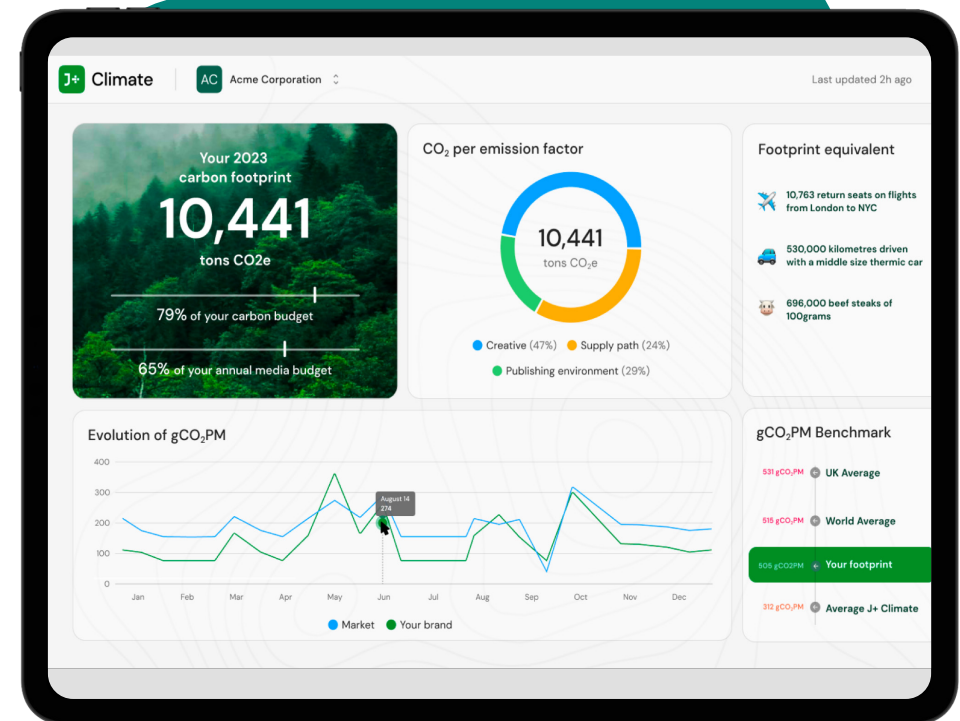 J+ Climate
AC Acme Corporation
Last updated 2h ago
Your 2023
carbon footprint
10,441
tons CO2e
79% of your carbon budget
65% of your annual media budget
CO₂ per emission factor
10,441
tons CO₂e
Creative (47%) Supply path (24%)
Publishing environment (29%)
Footprint equivalent
10,763 return seats on flights
from London to NYC
530,000 kilometres driven
with a middle size thermic car
696,000 beef steaks of
100grams
Evolution of gCO₂PM
400
300
200
100
0
August 14
274
Jan Feb Mar Apr May Jun Jul Aug Sep Oct Nov Dec
Market Your brand
gCO₂PM Benchmark
531 gCO₂PM UK Average
515 gCO₂PM World Average
505 gCO2PM Your footprint
312 gCO₂PM Average J+ Climate